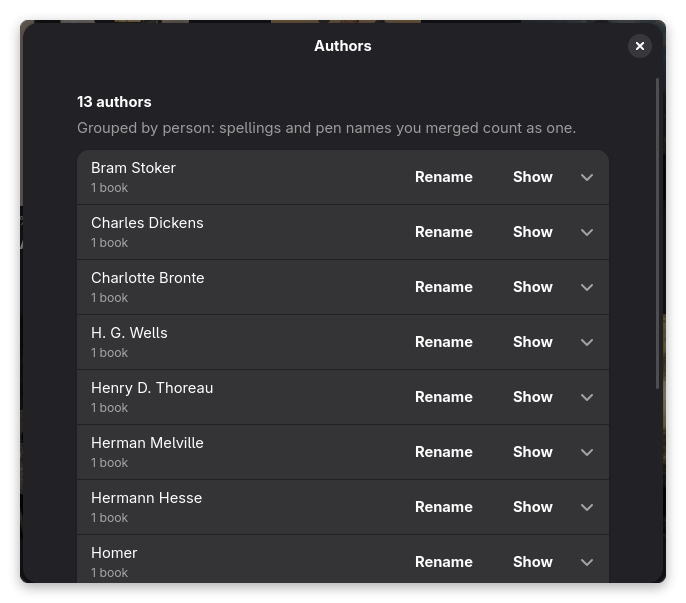 Authors
13 authors
Grouped by person: spellings and pen names you merged count as one.
Bram Stoker
1 book
Rename Show
Charles Dickens
1 book
Rename Show
Charlotte Bronte
1 book
Rename Show
H. G. Wells
1 book
Rename Show
Henry D. Thoreau
1 book
Rename Show
Herman Melville
1 book
Rename Show
Hermann Hesse
1 book
Rename Show
Homer
1 book
Rename Show